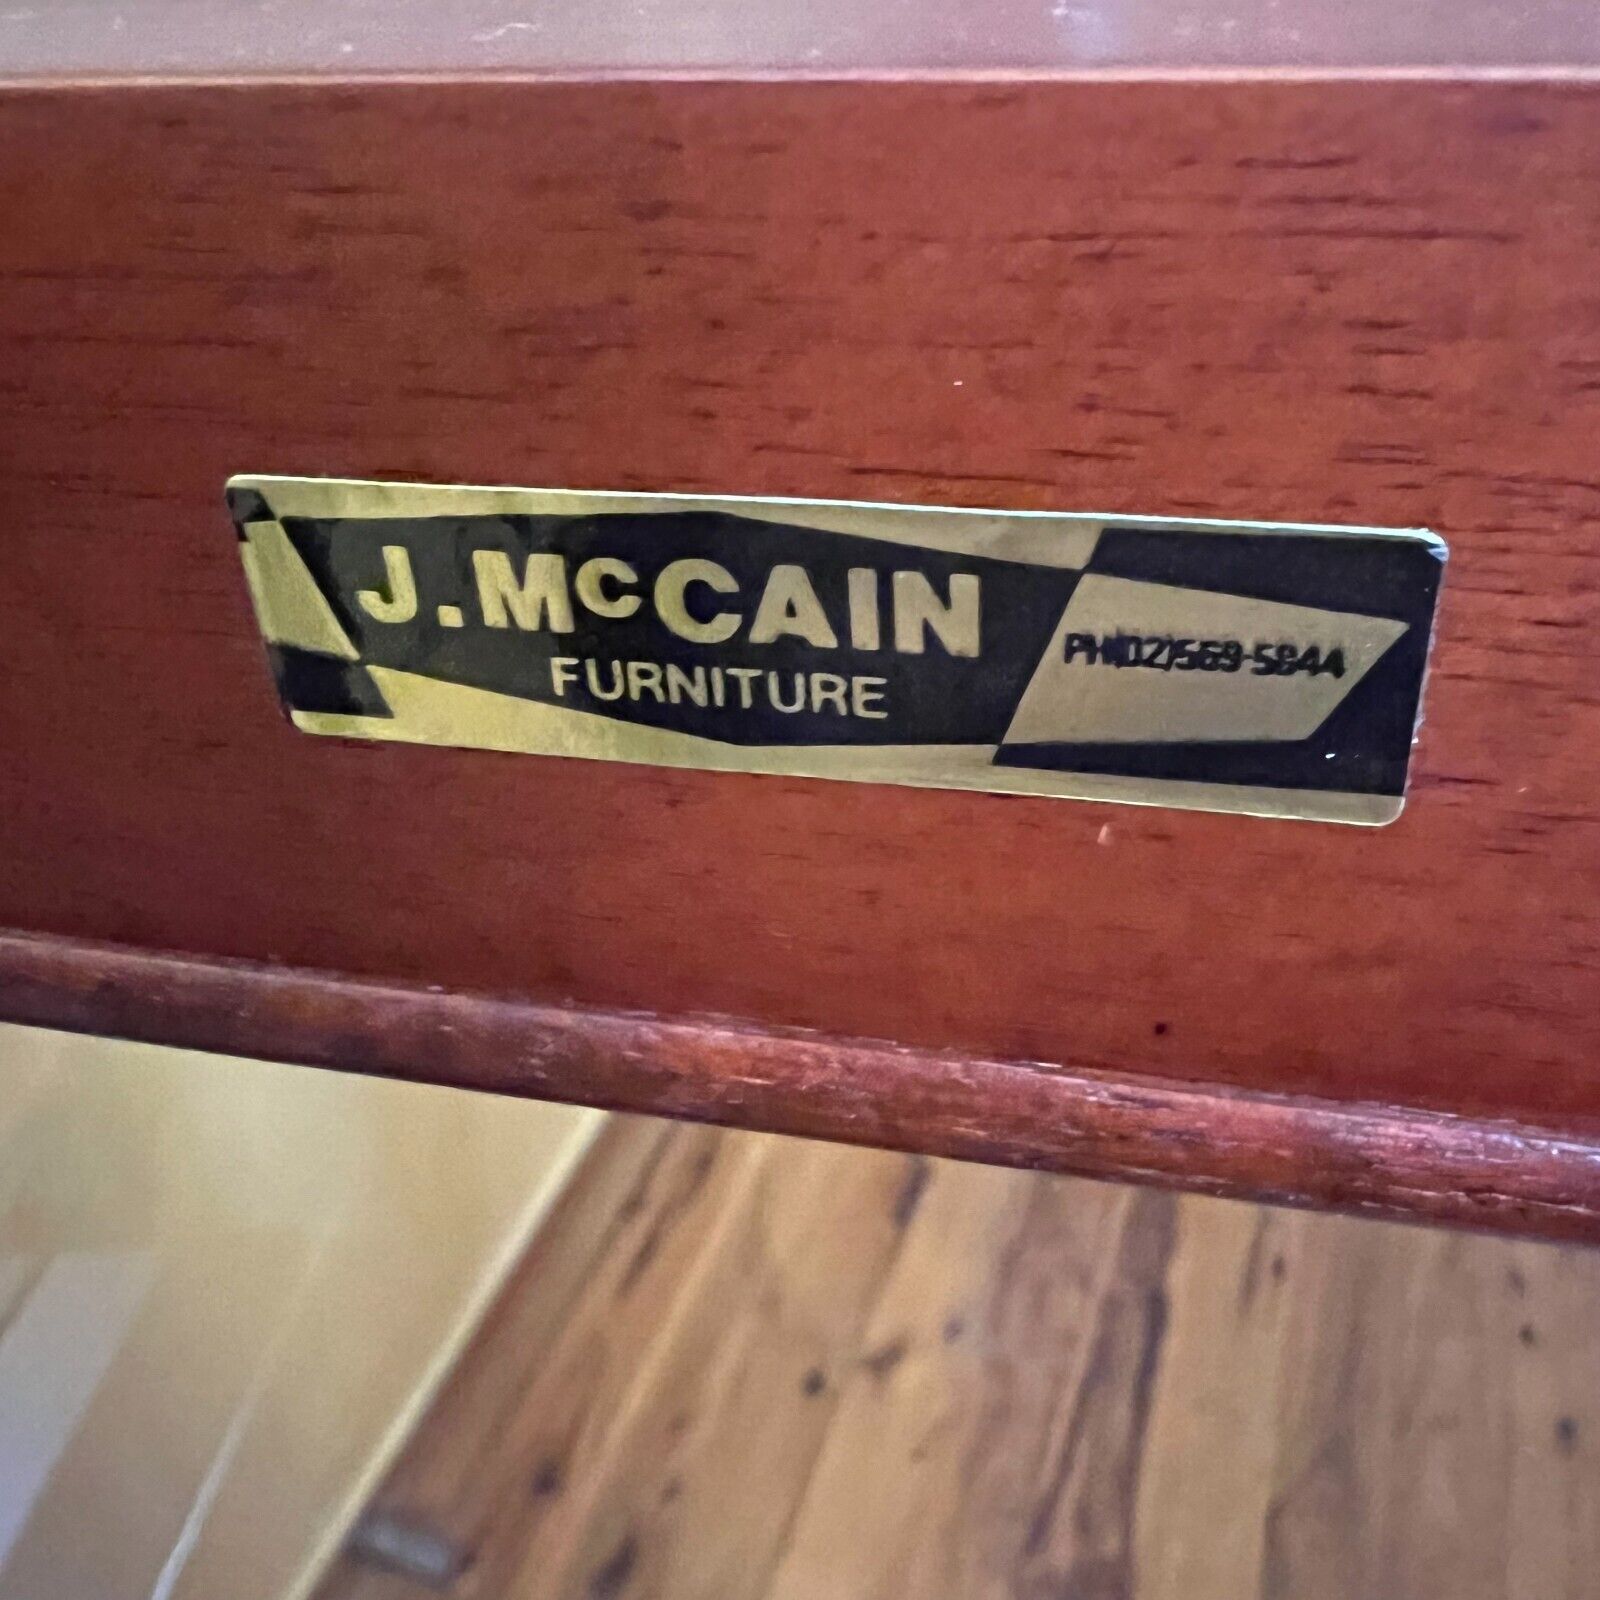 J. McCAIN
FURNITURE
PH.(02)569-5844